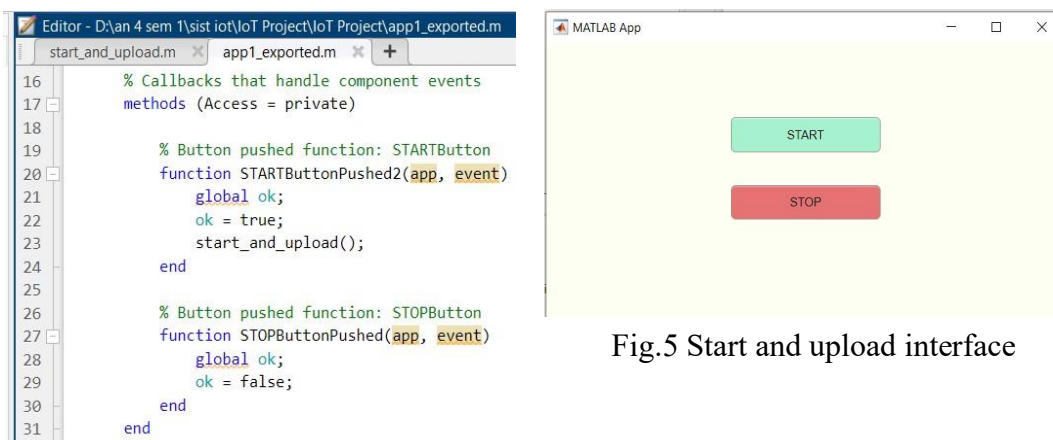 Editor - D:\an 4 sem 1\sist iot\IoT Project\IoT Project\app1_exported.m
start_and_upload.m × app1_exported.m × +
16 % Callbacks that handle component events
17 methods (Access = private)
18
19 % Button pushed function: STARTButton
20 function STARTButtonPushed2(app, event)
21 global ok;
22 ok = true;
23 start_and_upload();
24 end
25
26 % Button pushed function: STOPButton
27 function STOPButtonPushed(app, event)
28 global ok;
29 ok = false;
30 end
31 end
MATLAB App
START
STOP
Fig.5 Start and upload interface